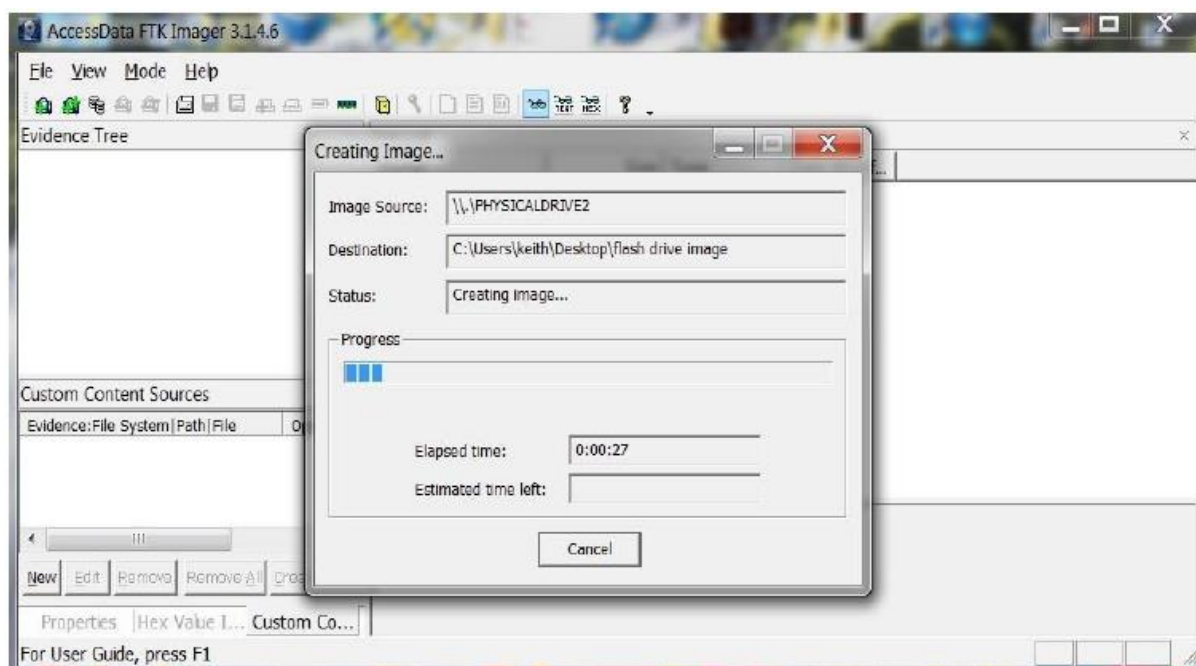 AccessData FTK Imager 3.1.4.6
File View Mode Help
Evidence Tree
Creating Image...
Image Source: \\.\PHYSICALDRIVE2
Destination: C:\Users\keith\Desktop\flash drive image
Status: Creating image...
Progress
Elapsed time: 0:00:27
Estimated time left:
Cancel
Custom Content Sources
Evidence:File System|Path|File
New Edit Remove Remove All
Properties Hex Value I... Custom Co...
For User Guide, press F1